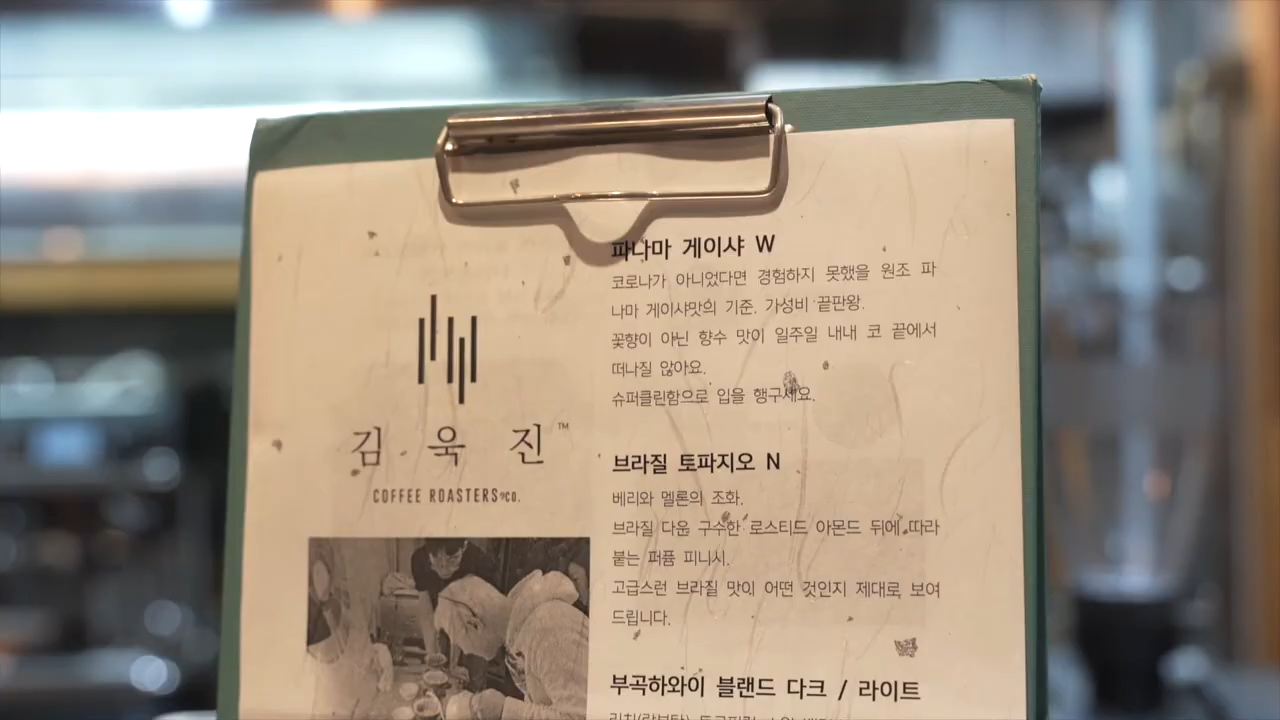 김 욱 진™
COFFEE ROASTERS &CO.
파나마 게이샤 W
코로나가 아니었다면 경험하지 못했을 원조 파
나마 게이샤맛의 기준. 가성비 끝판왕.
꽃향이 아닌 향수 맛이 일주일 내내 코 끝에서
떠나질 않아요.
슈퍼클린함으로 입을 행구세요.
브라질 토파지오 N
베리와 멜론의 조화.
브라질 다운 구수한 로스티드 아몬드 뒤에 따라
붙는 퍼퓸 피니시.
고급스런 브라질 맛이 어떤 것인지 제대로 보여
드립니다.
부곡하와이 블랜드 다크 / 라이트